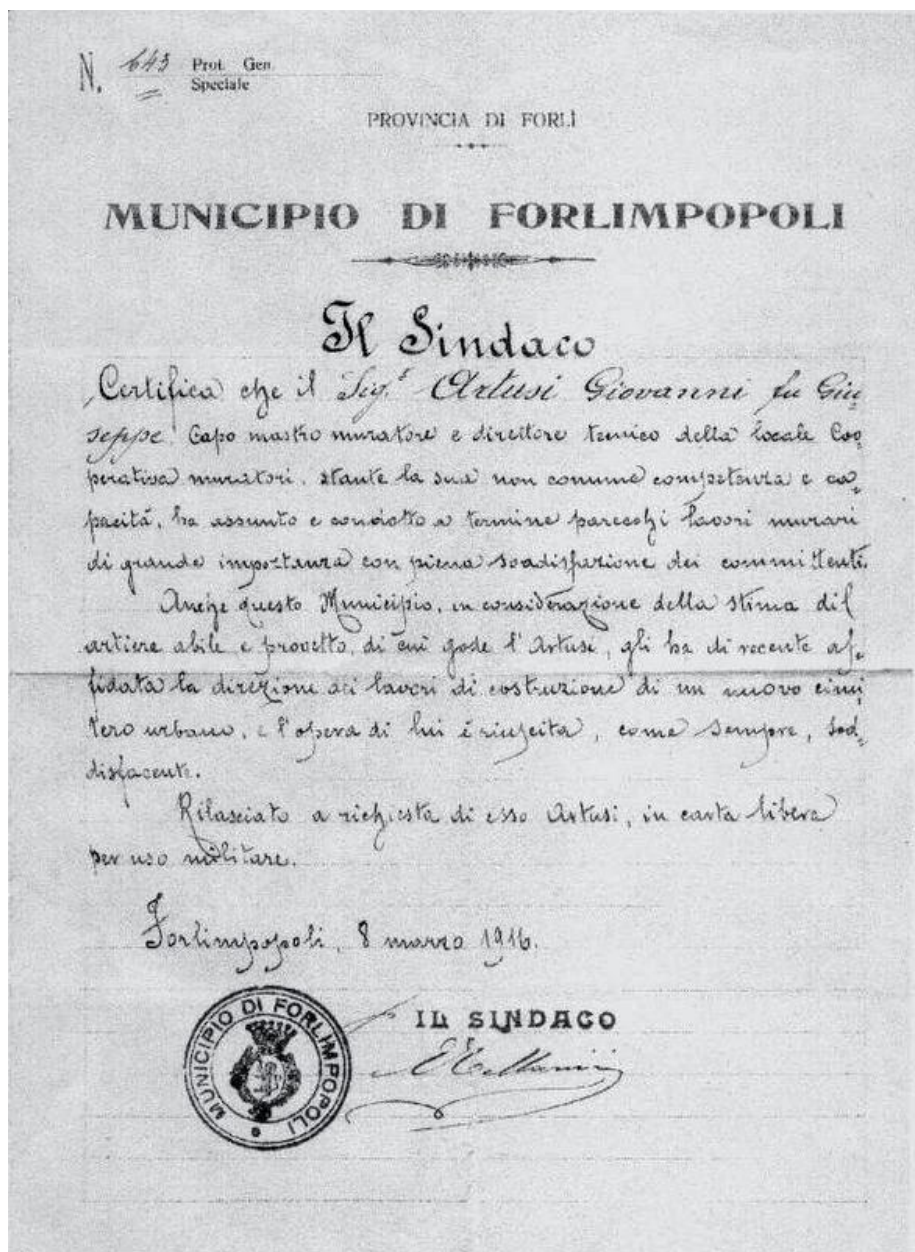 N. 643 Prot. Gen.
Speciale
PROVINCIA DI FORLÌ
MUNICIPIO DI FORLIMPOPOLI
Il Sindaco
Certifica che il Sig.r Artusi Giovanni fu Giu-
seppe Capo mastro muratore e direttore tecnico della locale Coo-
perativa muratori, stante la sua non comune competenza e ca-
pacità, ha assunto e condotto a termine parecchi lavori murari
di grande importanza con piena soddisfazione dei committenti.
Anche questo Municipio, in considerazione della stima di
artiere abile e provetto, di cui gode l'Artusi, gli ha di recente af-
fidata la direzione dei lavori di costruzione di un nuovo cimi
tero urbano, e l'opera di lui è riuscita, come sempre, sod-
disfacente.
Rilasciato a richiesta di esso Artusi, in carta libera
per uso militare.
Forlimpopoli, 8 marzo 1916.
IL SINDACO
MUNICIPIO DI FORLIMPOPOLI